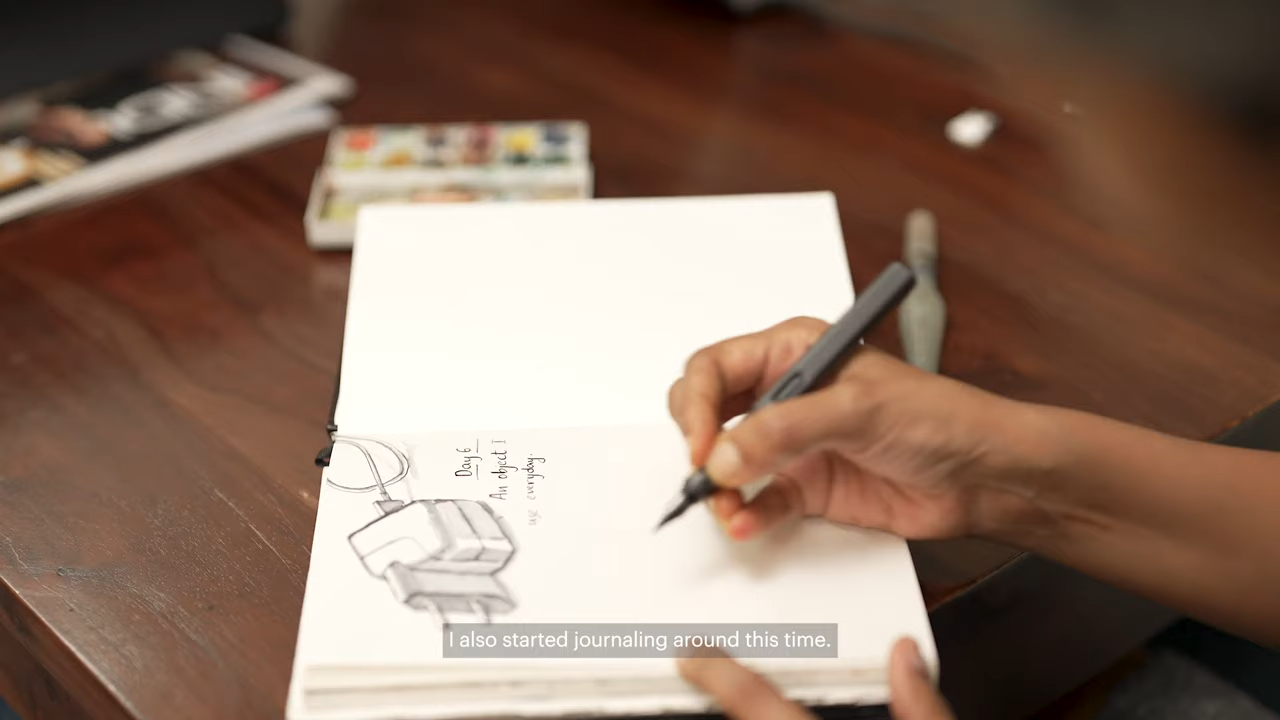 Day 6
An object I
use everyday.
I also started journaling around this time.